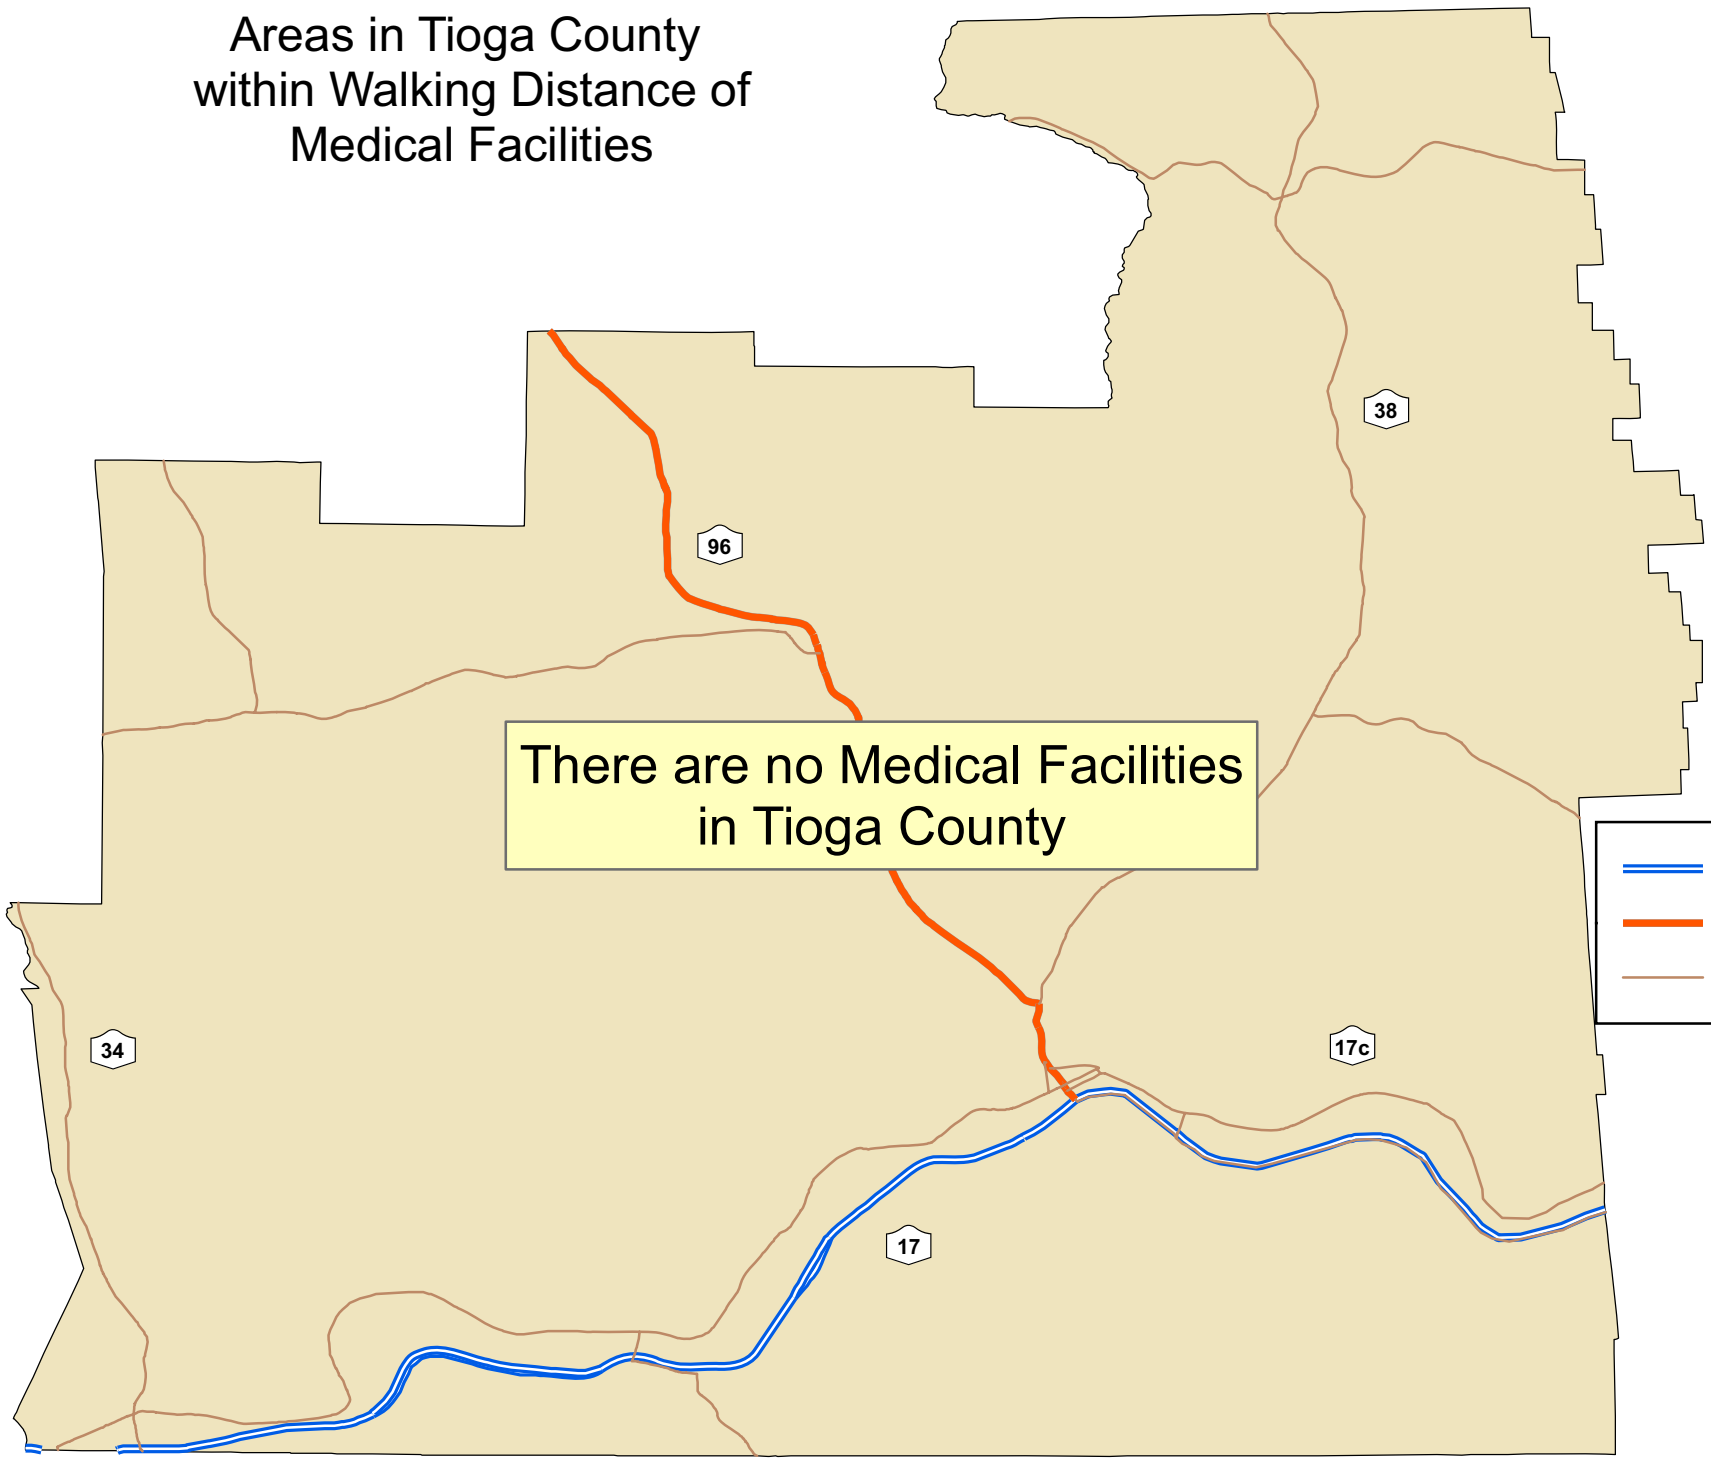 Areas in Tioga County
within Walking Distance of
Medical Facilities
38
96
There are no Medical Facilities
in Tioga County
34
17c
17